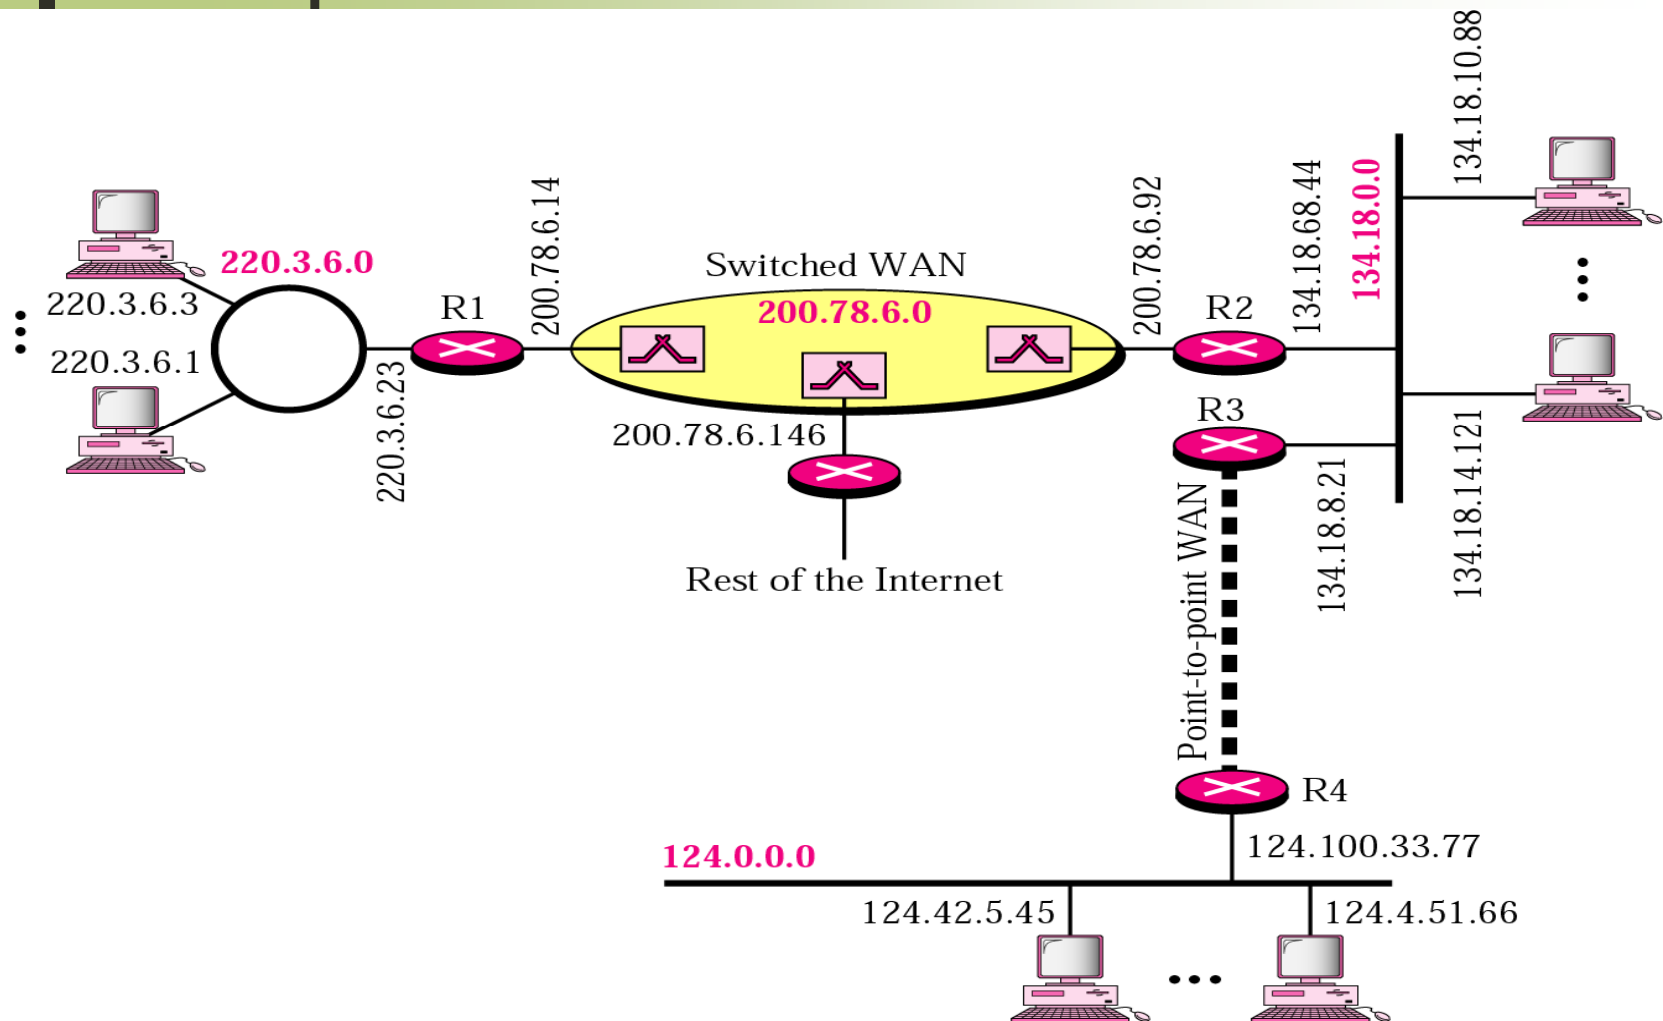 134.18.10.88
220.3.6.0
220.3.6.3
220.3.6.1
220.3.6.23
R1
200.78.6.14
Switched WAN
200.78.6.0
200.78.6.146
Rest of the Internet
200.78.6.92
R2
134.18.68.44
134.18.0.0
R3
134.18.8.21
134.18.14.121
Point-to-point WAN
R4
124.100.33.77
124.0.0.0
124.42.5.45
124.4.51.66